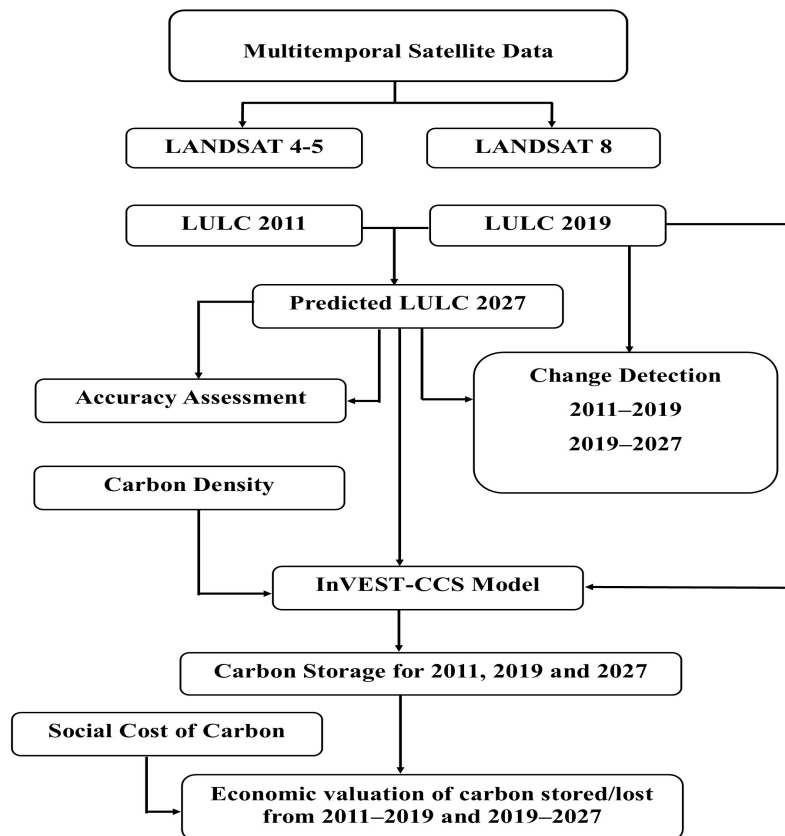 Multitemporal Satellite Data
LANDSAT 4-5
LANDSAT 8
LULC 2011
LULC 2019
Predicted LULC 2027
Accuracy Assessment
Change Detection
2011–2019
2019–2027
Carbon Density
InVEST-CCS Model
Carbon Storage for 2011, 2019 and 2027
Social Cost of Carbon
Economic valuation of carbon stored/lost
from 2011–2019 and 2019–2027